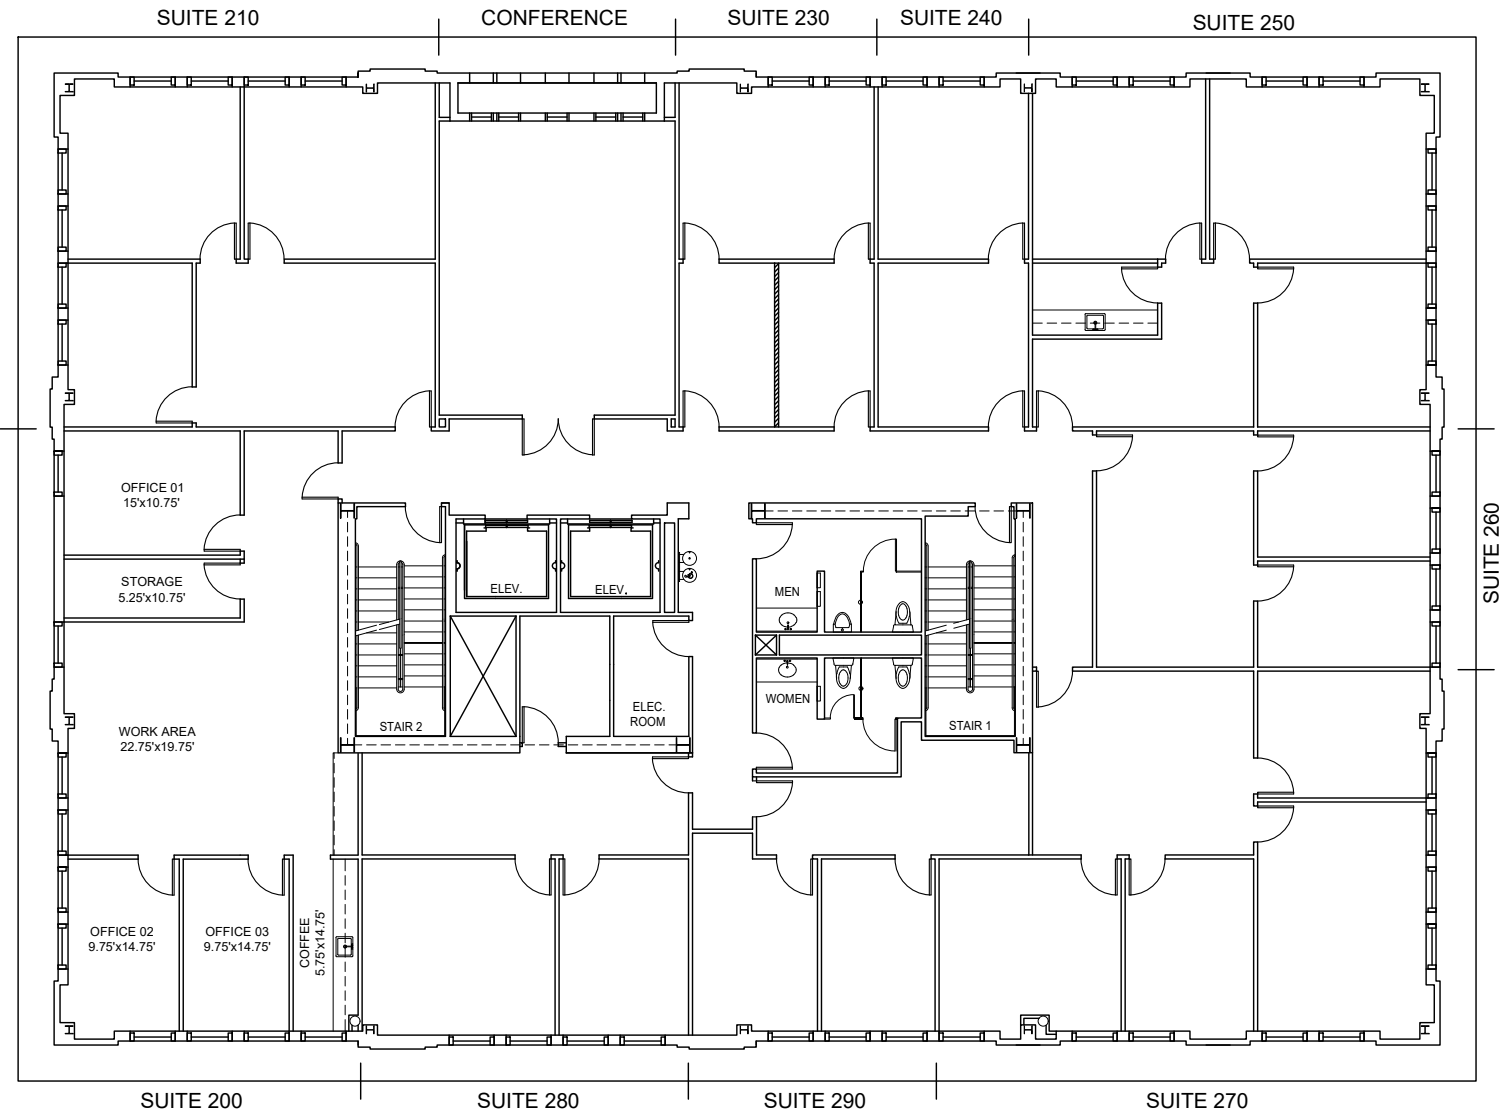 SUITE 210
CONFERENCE
SUITE 230
SUITE 240
SUITE 250
OFFICE 01
15'x10.75'
SUITE 260
STORAGE
5.25'x10.75'
ELEV.
ELEV.
MEN
WORK AREA
22.75'x19.75'
STAIR 2
ELEC.
ROOM
WOMEN
STAIR 1
OFFICE 02
9.75'x14.75'
OFFICE 03
9.75'x14.75'
COFFEE
5.75'x14.75'
SUITE 200
SUITE 280
SUITE 290
SUITE 270